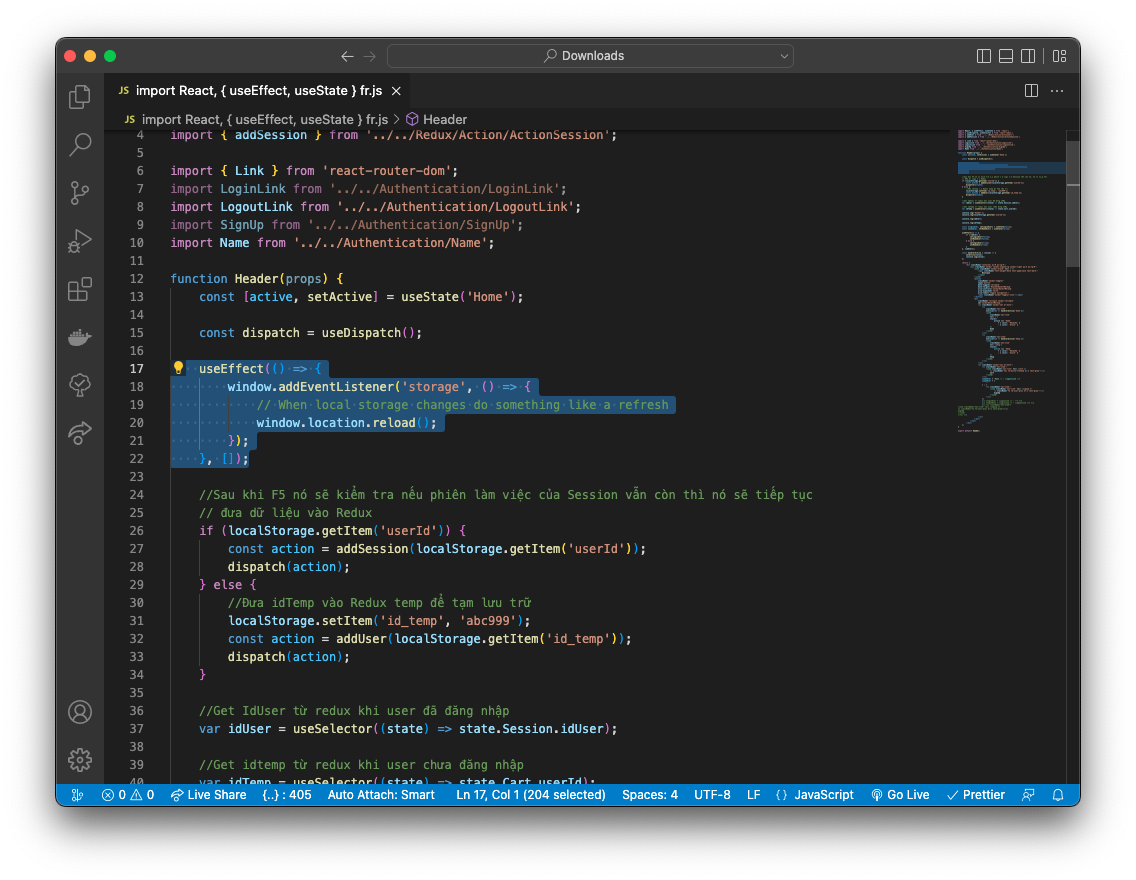 Downloads
JS import React, { useEffect, useState } fr.js
JS import React, { useEffect, useState } fr.js > Header
4 import { addSession } from '../../Redux/Action/ActionSession';
5
6 import { Link } from 'react-router-dom';
7 import LoginLink from '../../Authentication/LoginLink';
8 import LogoutLink from '../../Authentication/LogoutLink';
9 import SignUp from '../../Authentication/SignUp';
10 import Name from '../../Authentication/Name';
11
12 function Header(props) {
13 const [active, setActive] = useState('Home');
14
15 const dispatch = useDispatch();
16
17 useEffect(() => {
18 window.addEventListener('storage', () => {
19 // When local storage changes do something like a refresh
20 window.location.reload();
21 });
22 }, []);
23
24 //Sau khi F5 nó sẽ kiểm tra nếu phiên làm việc của Session vẫn còn thì nó sẽ tiếp tục
25 // đưa dữ liệu vào Redux
26 if (localStorage.getItem('userId')) {
27 const action = addSession(localStorage.getItem('userId'));
28 dispatch(action);
29 } else {
30 //Đưa idTemp vào Redux temp để tạm lưu trữ
31 localStorage.setItem('id_temp', 'abc999');
32 const action = addUser(localStorage.getItem('id_temp'));
33 dispatch(action);
34 }
35
36 //Get IdUser từ redux khi user đã đăng nhập
37 var idUser = useSelector((state) => state.Session.idUser);
38
39 //Get idtemp từ redux khi user chưa đăng nhập
40 var idTemp = useSelector((state) => state.Cart.userId);
0 0 Live Share {..} : 405 Auto Attach: Smart Ln 17, Col 1 (204 selected) Spaces: 4 UTF-8 LF {} JavaScript Go Live Prettier